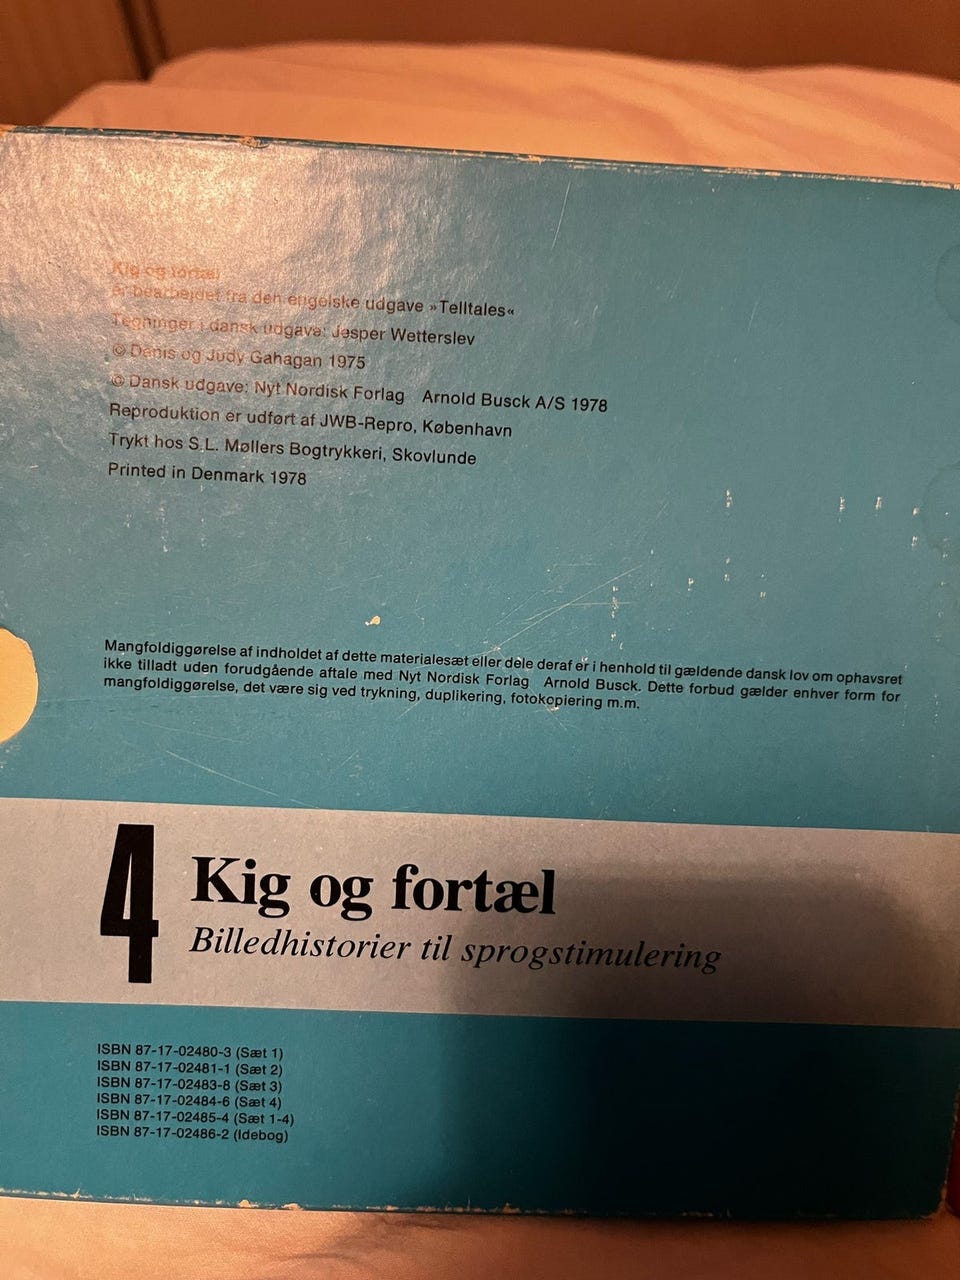 Kig og fortæl
er bearbejdet fra den engelske udgave »Telltales«
Tegninger i dansk udgave: Jesper Wetterslev
© Denis og Judy Gahagan 1975
© Dansk udgave: Nyt Nordisk Forlag Arnold Busck A/S 1978
Reproduktion er udført af JWB-Repro, København
Trykt hos S.L. Møllers Bogtrykkeri, Skovlunde
Printed in Denmark 1978
Mangfoldiggørelse af indholdet af dette materialesæt eller dele deraf er i henhold til gældende dansk lov om ophavsret
ikke tilladt uden forudgående aftale med Nyt Nordisk Forlag Arnold Busck. Dette forbud gælder enhver form for
mangfoldiggørelse, det være sig ved trykning, duplikering, fotokopiering m.m.
4 Kig og fortæl
Billedhistorier til sprogstimulering
ISBN 87-17-02480-3 (Sæt 1)
ISBN 87-17-02481-1 (Sæt 2)
ISBN 87-17-02483-8 (Sæt 3)
ISBN 87-17-02484-6 (Sæt 4)
ISBN 87-17-02485-4 (Sæt 1-4)
ISBN 87-17-02486-2 (Idebog)